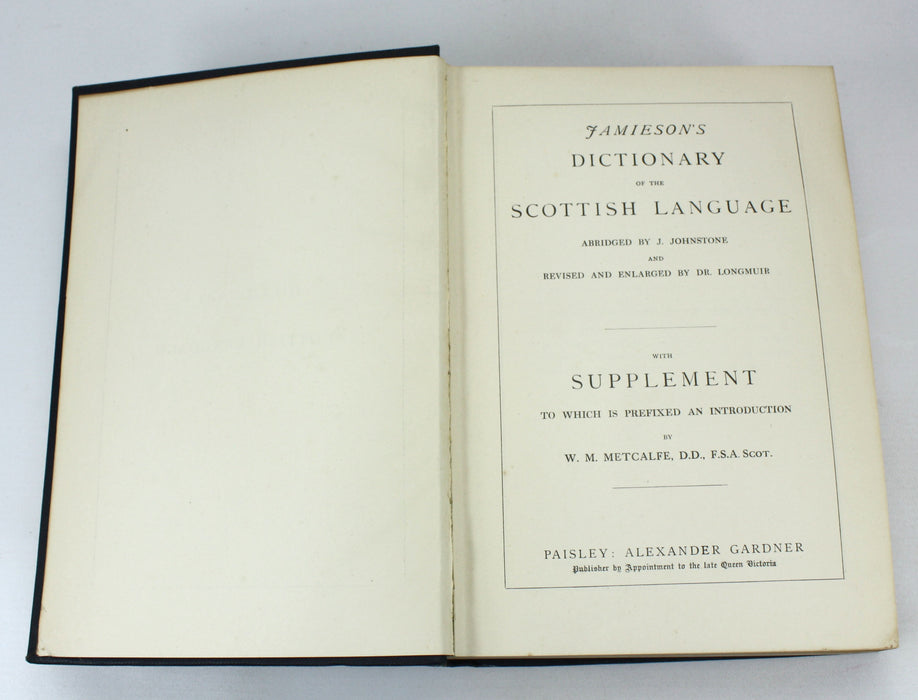 JAMIESON'S
DICTIONARY
OF THE
SCOTTISH LANGUAGE
ABRIDGED BY J. JOHNSTONE
AND
REVISED AND ENLARGED BY DR. LONGMUIR
WITH
SUPPLEMENT
TO WHICH IS PREFIXED AN INTRODUCTION
BY
W. M. METCALFE, D.D., F.S.A. SCOT.
PAISLEY: ALEXANDER GARDNER
Publisher by Appointment to the late Queen Victoria